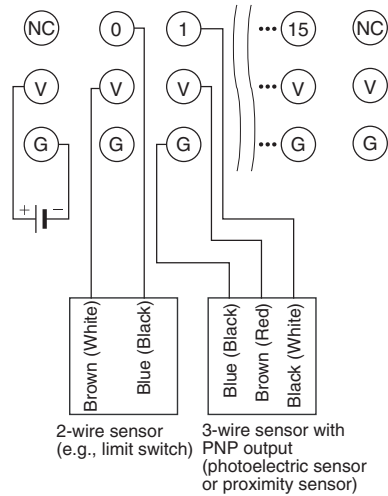 NC 0 1 ••• 15 NC
V V V ••• V V
G G G ••• G G
+ −
Brown (White)
Blue (Black)
Blue (Black)
Brown (Red)
Black (White)
2-wire sensor
(e.g., limit switch)
3-wire sensor with
PNP output
(photoelectric sensor
or proximity sensor)